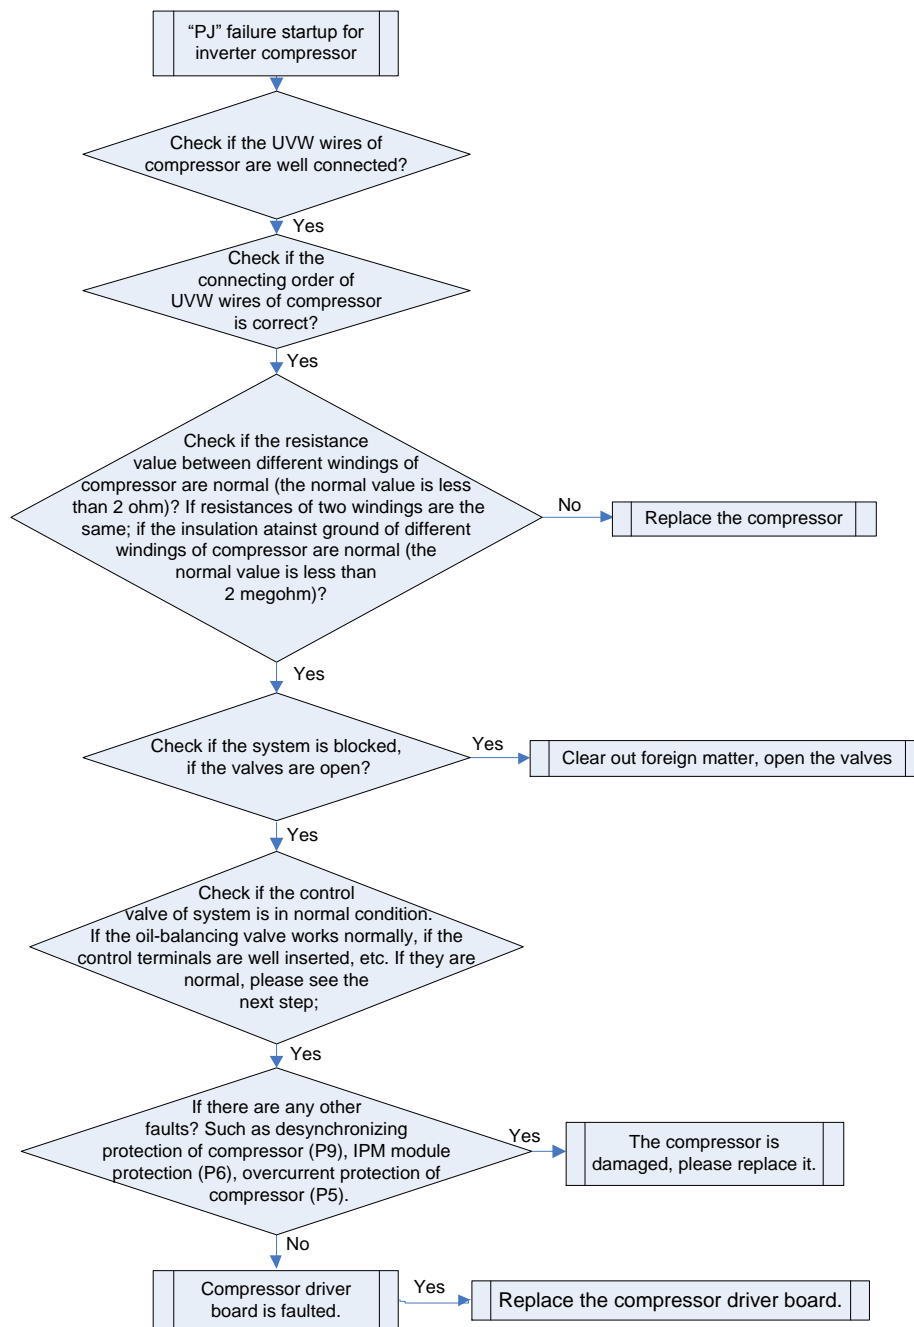 “PJ” failure startup for
inverter compressor
Check if the UVW wires of
compressor are well connected?
Yes
Check if the
connecting order of
UVW wires of compressor
is correct?
Yes
Check if the resistance
value between different windings of
compressor are normal (the normal value is less
than 2 ohm)? If resistances of two windings are the
same; if the insulation atainst ground of different
windings of compressor are normal (the
normal value is less than
2 megohm)?
No
Replace the compressor
Yes
Check if the system is blocked,
if the valves are open?
Yes
Clear out foreign matter, open the valves
Yes
Check if the control
valve of system is in normal condition.
If the oil-balancing valve works normally, if the
control terminals are well inserted, etc. If they are
normal, please see the
next step;
Yes
If there are any other
faults? Such as desynchronizing
protection of compressor (P9), IPM module
protection (P6), overcurrent protection of
compressor (P5).
Yes
The compressor is
damaged, please replace it.
No
Compressor driver
board is faulted.
Yes
Replace the compressor driver board.